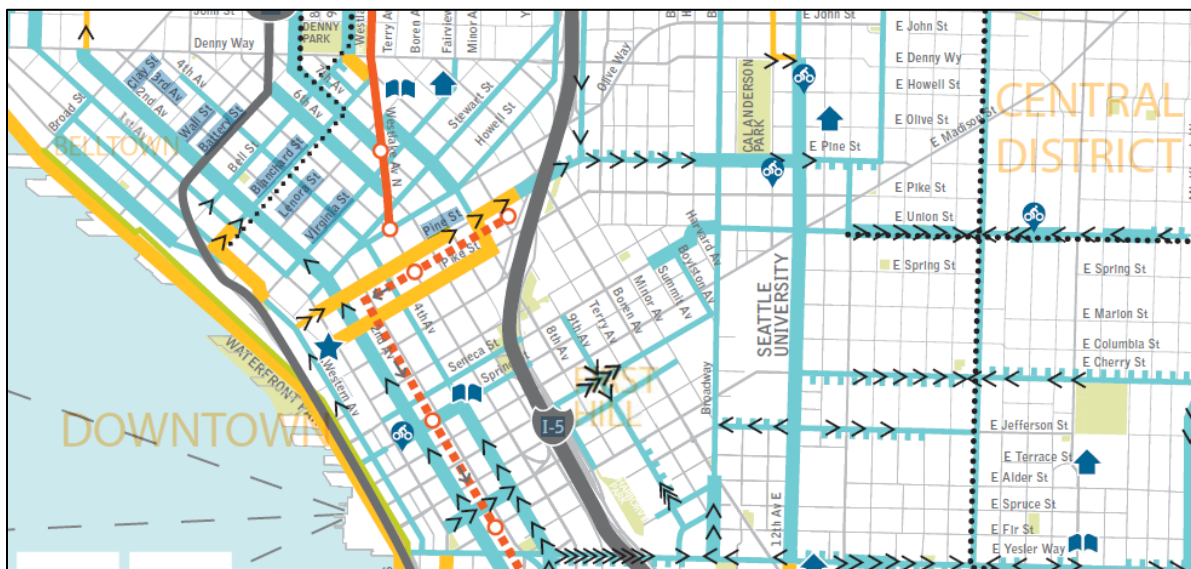 John St
DENNY
PARK
Westla
Terry Av
Boren Av
Fairview
Minor A
E John St
E John St
Denny Way
Olive Way
E Denny Wy
E Howell St
E Olive St
E Pine St
CALANDERSON
PARK
E Madison St
CENTRAL
DISTRICT
Broad St
Clay St
3rd Av
2nd Av
1st Av
4th Av
Wall St
Battery St
7th Av
6th Av
Bell St
Blanchard St
Lenora St
Virginia St
BELLTOWN
Westlake Av N
Stewart St
Howell St
Pine St
Pike St
E Pike St
E Union St
E Spring St
E Spring St
E Marion St
E Columbia St
E Cherry St
Harvard Av
Boylston Av
Summit Av
Minor Av
Boren Av
Terry Av
9th Av
8th Av
4th Av
2nd Av
Seneca St
Western Av
WATERFRONT
DOWNTOWN
HILL
I-5
Broadway
SEATTLE
UNIVERSITY
12th Av E
E Jefferson St
E Terrace St
E Alder St
E Spruce St
E Fir St
E Yesler Way